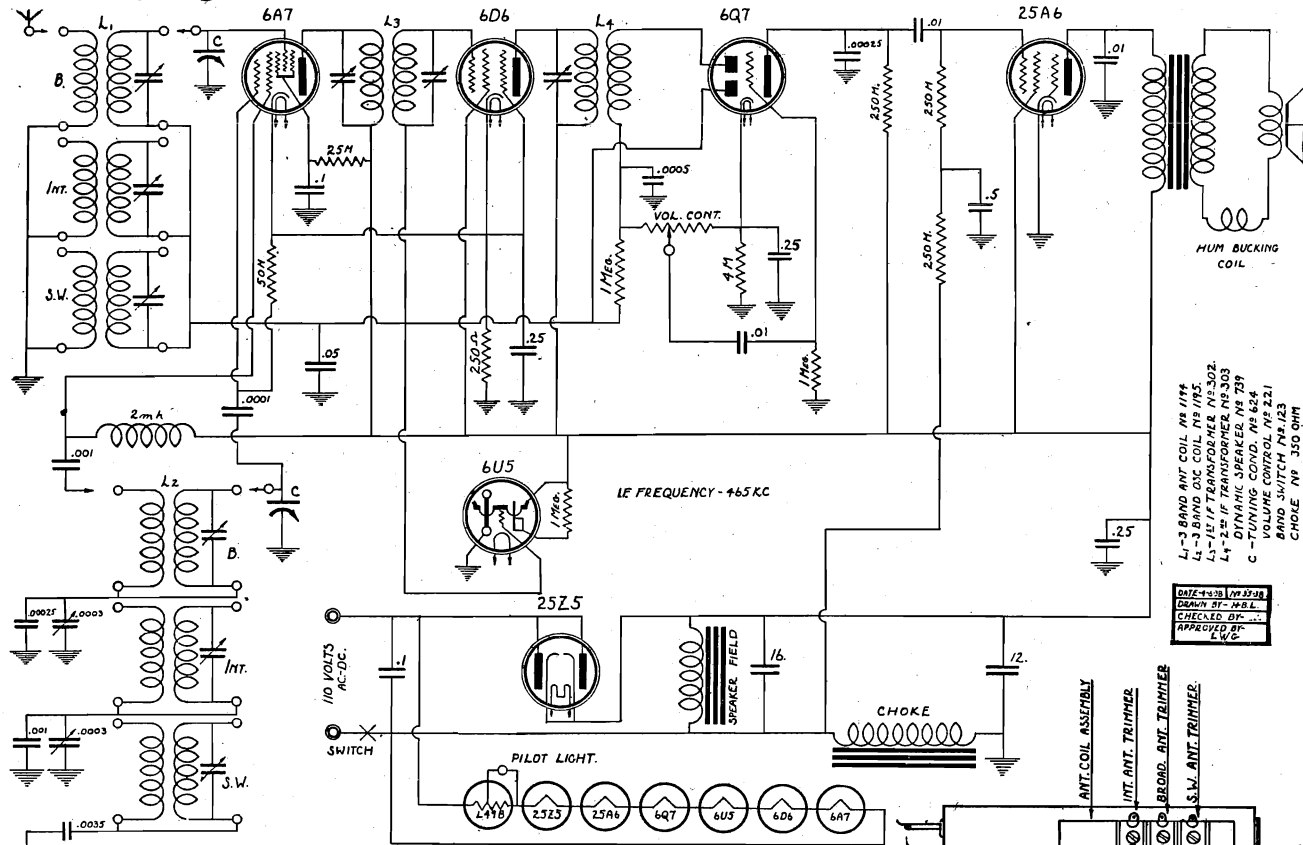 L1
6A7
L3
6D6
L4
6Q7
25A6
C
.01
.00025
.01
B.
250M.
250M
25M
.1
.0005
INT.
VOL. CONT.
.5
50M
1 MEG.
4M
.25
250M.
HUM BUCKING
COIL
S.W.
.05
250Ω
.25
.01
1 MEG.
.0001
2mh
.001
6U5
I.F FREQUENCY-465 KC
1 MEG.
L2
C
.25
B.
L1-3 BAND ANT COIL Nº 1194
L2-3 BAND OSC COIL Nº 1195.
L3-1ST IF TRANSFORMER Nº 302.
L4-2ND IF TRANSFORMER Nº 303
DYNAMIC SPEAKER Nº 739
C-TUNING COND. Nº 624
VOLUME CONTROL Nº 221
BAND SWITCH Nº 123
CHOKE Nº 350 OHM
DRAWN BY- H.B.L.
CHECKED BY-
APPROVED BY-
L.W.G
.00025
.0003
25Z5
INT.
110 VOLTS
AC.-DC.
.1
SPEAKER FIELD
16.
12.
CHOKE
SWITCH
.001
.0003
S.W.
PILOT LIGHT.
L49B
25Z5
25A6
6Q7
6U5
6D6
6A7
.0035
ANT. COIL ASSEMBLY
INT. ANT. TRIMMER
BROAD. ANT. TRIMMER
S.W. ANT. TRIMMER.